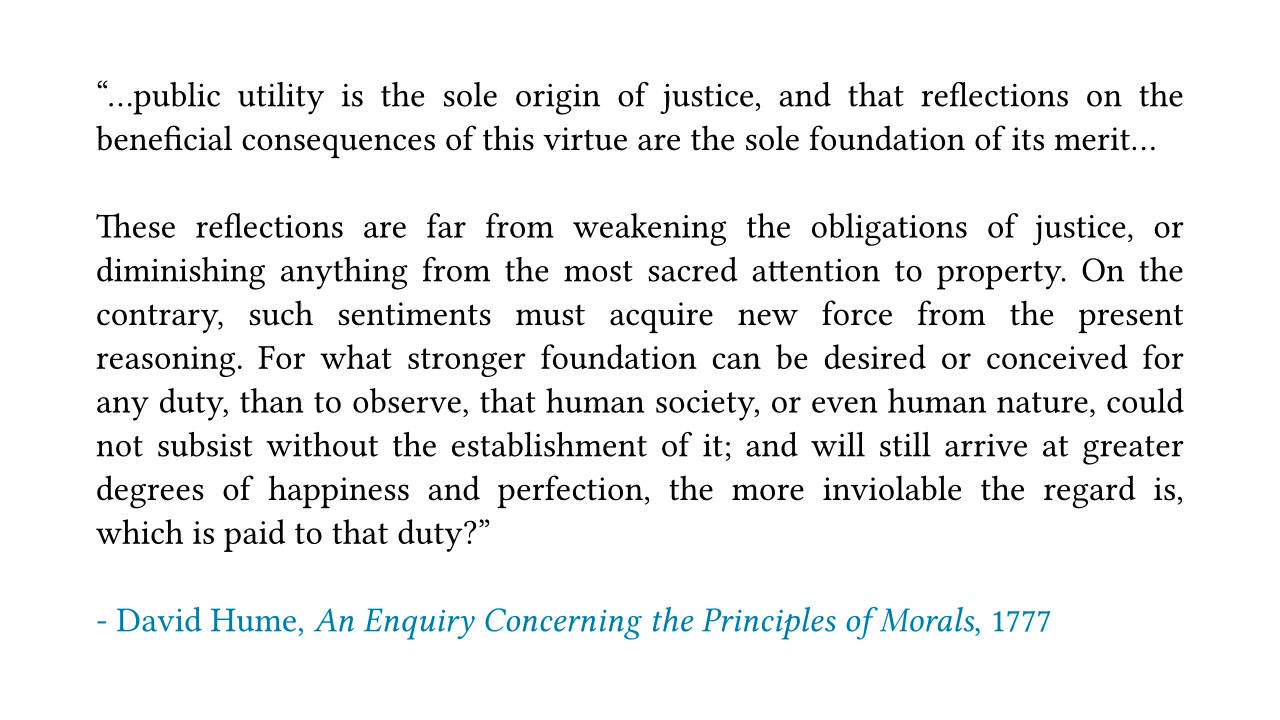 “…public utility is the sole origin of justice, and that reflections on the
beneficial consequences of this virtue are the sole foundation of its merit…
These reflections are far from weakening the obligations of justice, or
diminishing anything from the most sacred attention to property. On the
contrary, such sentiments must acquire new force from the present
reasoning. For what stronger foundation can be desired or conceived for
any duty, than to observe, that human society, or even human nature, could
not subsist without the establishment of it; and will still arrive at greater
degrees of happiness and perfection, the more inviolable the regard is,
which is paid to that duty?”
- David Hume, An Enquiry Concerning the Principles of Morals, 1777